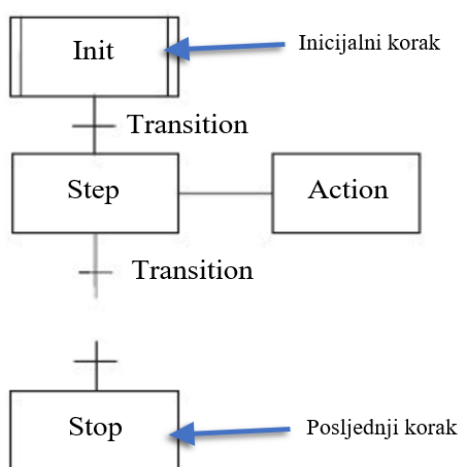 Init
Inicijalni korak
Transition
Step
Action
Transition
Stop
Posljednji korak